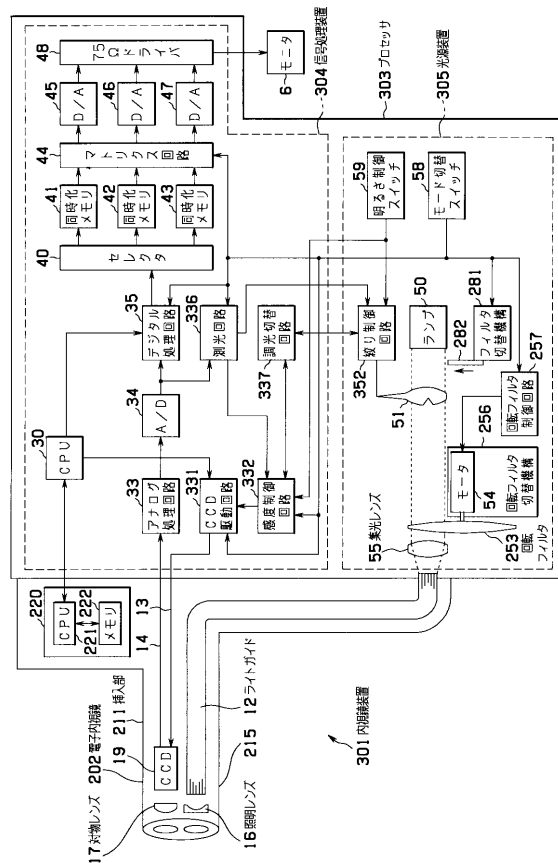 301 内視鏡装置
303 プロセッサ
304 信号処理装置
305 光源装置
202 電子内視鏡
211 挿入部
215
17 対物レンズ
16 照明レンズ
19
CCD
12 ライトガイド
13
14
220
CPU
221
222
メモリ
30
CPU
33
アナログ
処理回路
34
A/D
35
デジタル
処理回路
331
CCD
駆動回路
332
感度制御
回路
336
測光回路
337
調光切替
回路
40
セレクタ
41
同時化
メモリ
42
同時化
メモリ
43
同時化
メモリ
44
マトリクス回路
45
D/A
46
D/A
47
D/A
48
75Ωドライバ
モニタ
6
59
明るさ制御
スイッチ
58
モード切替
スイッチ
352
絞り制御
回路
50
ランプ
51
281
フィルタ
切替機構
282
257
回転フィルタ
制御回路
256
回転フィルタ
切替機構
モータ
54
55 集光レンズ
253 回転
フィルタ